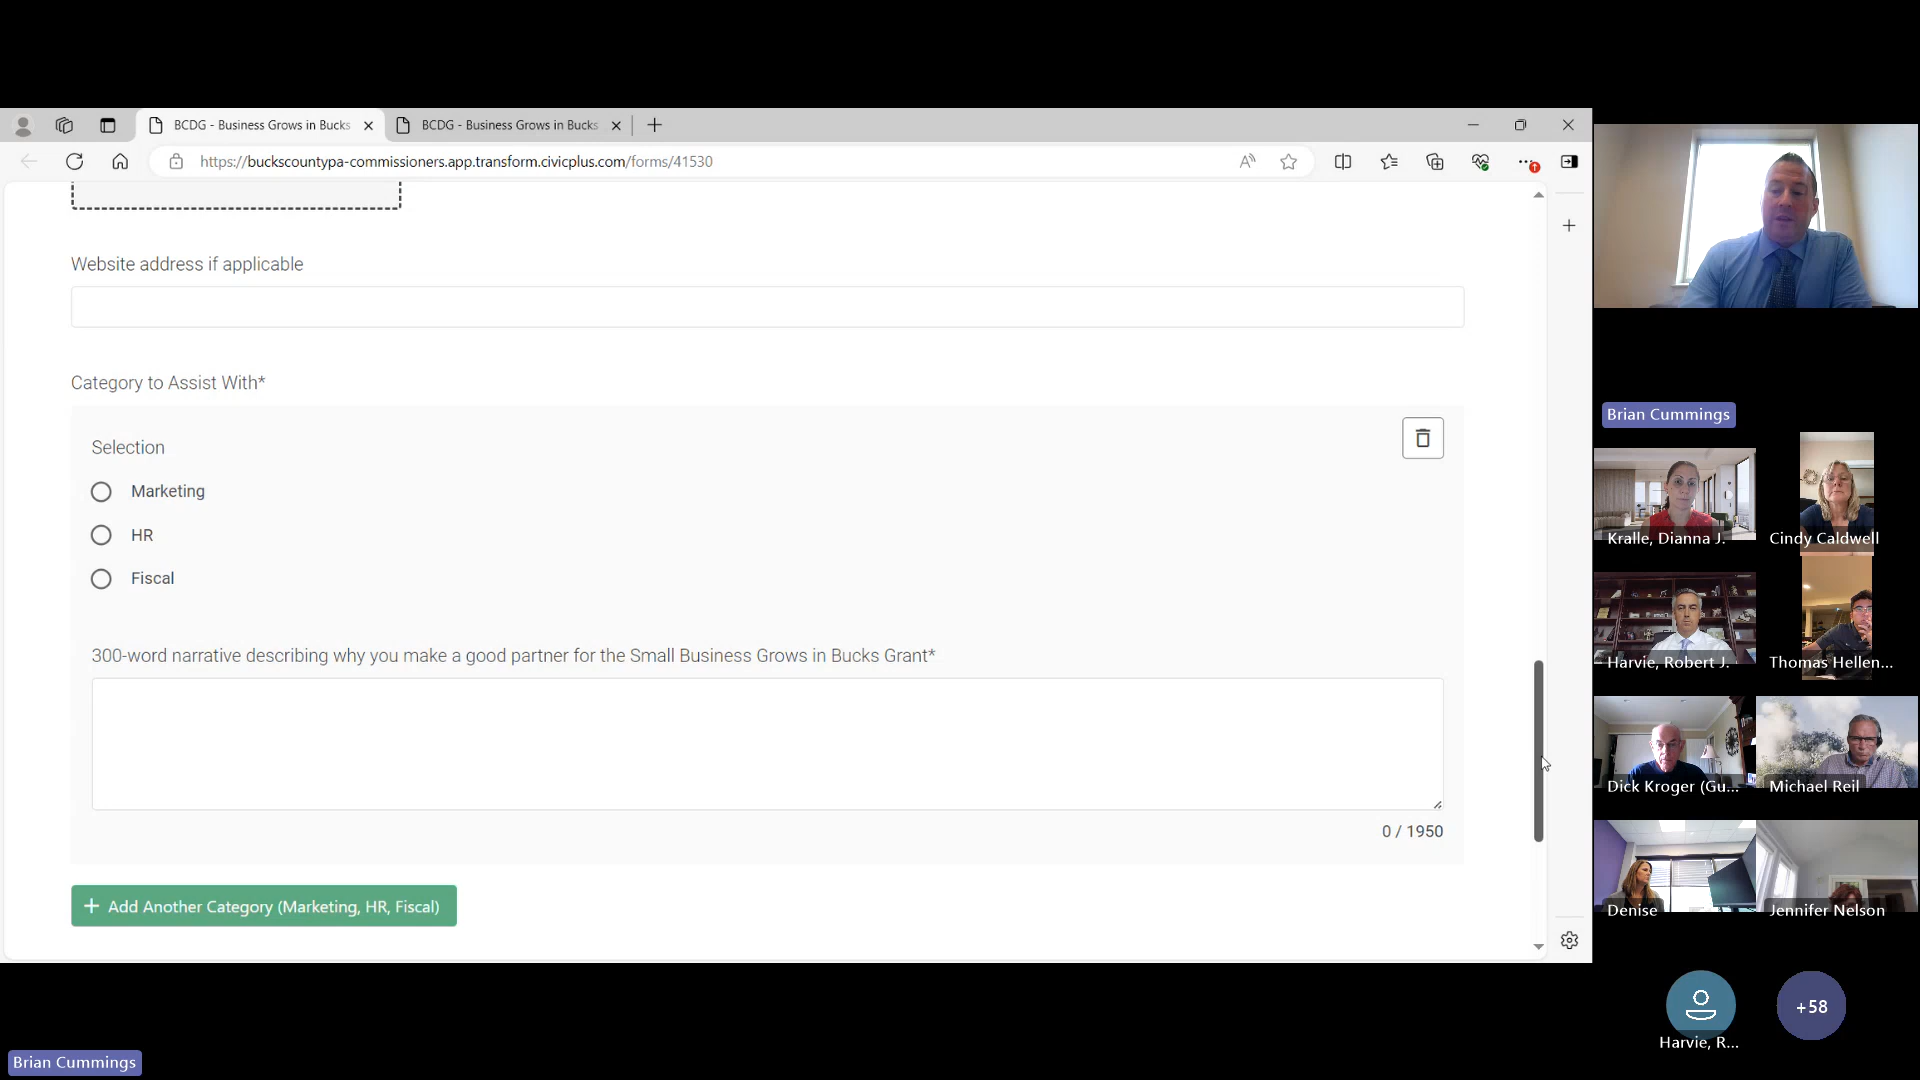 BCDG - Business Grows in Bucks
BCDG - Business Grows in Bucks
https://buckscountypa-commissioners.app.transform.civicplus.com/forms/41530
Website address if applicable
Category to Assist With*
Selection
Marketing
HR
Fiscal
300-word narrative describing why you make a good partner for the Small Business Grows in Bucks Grant*
0 / 1950
+ Add Another Category (Marketing, HR, Fiscal)
Brian Cummings
Kralle, Dianna J.
Cindy Caldwell
Harvie, Robert J.
Thomas Hellen...
Dick Kroger (Gu...
Michael Reil
Denise
Jennifer Nelson
Harvie, R...
+58
Brian Cummings